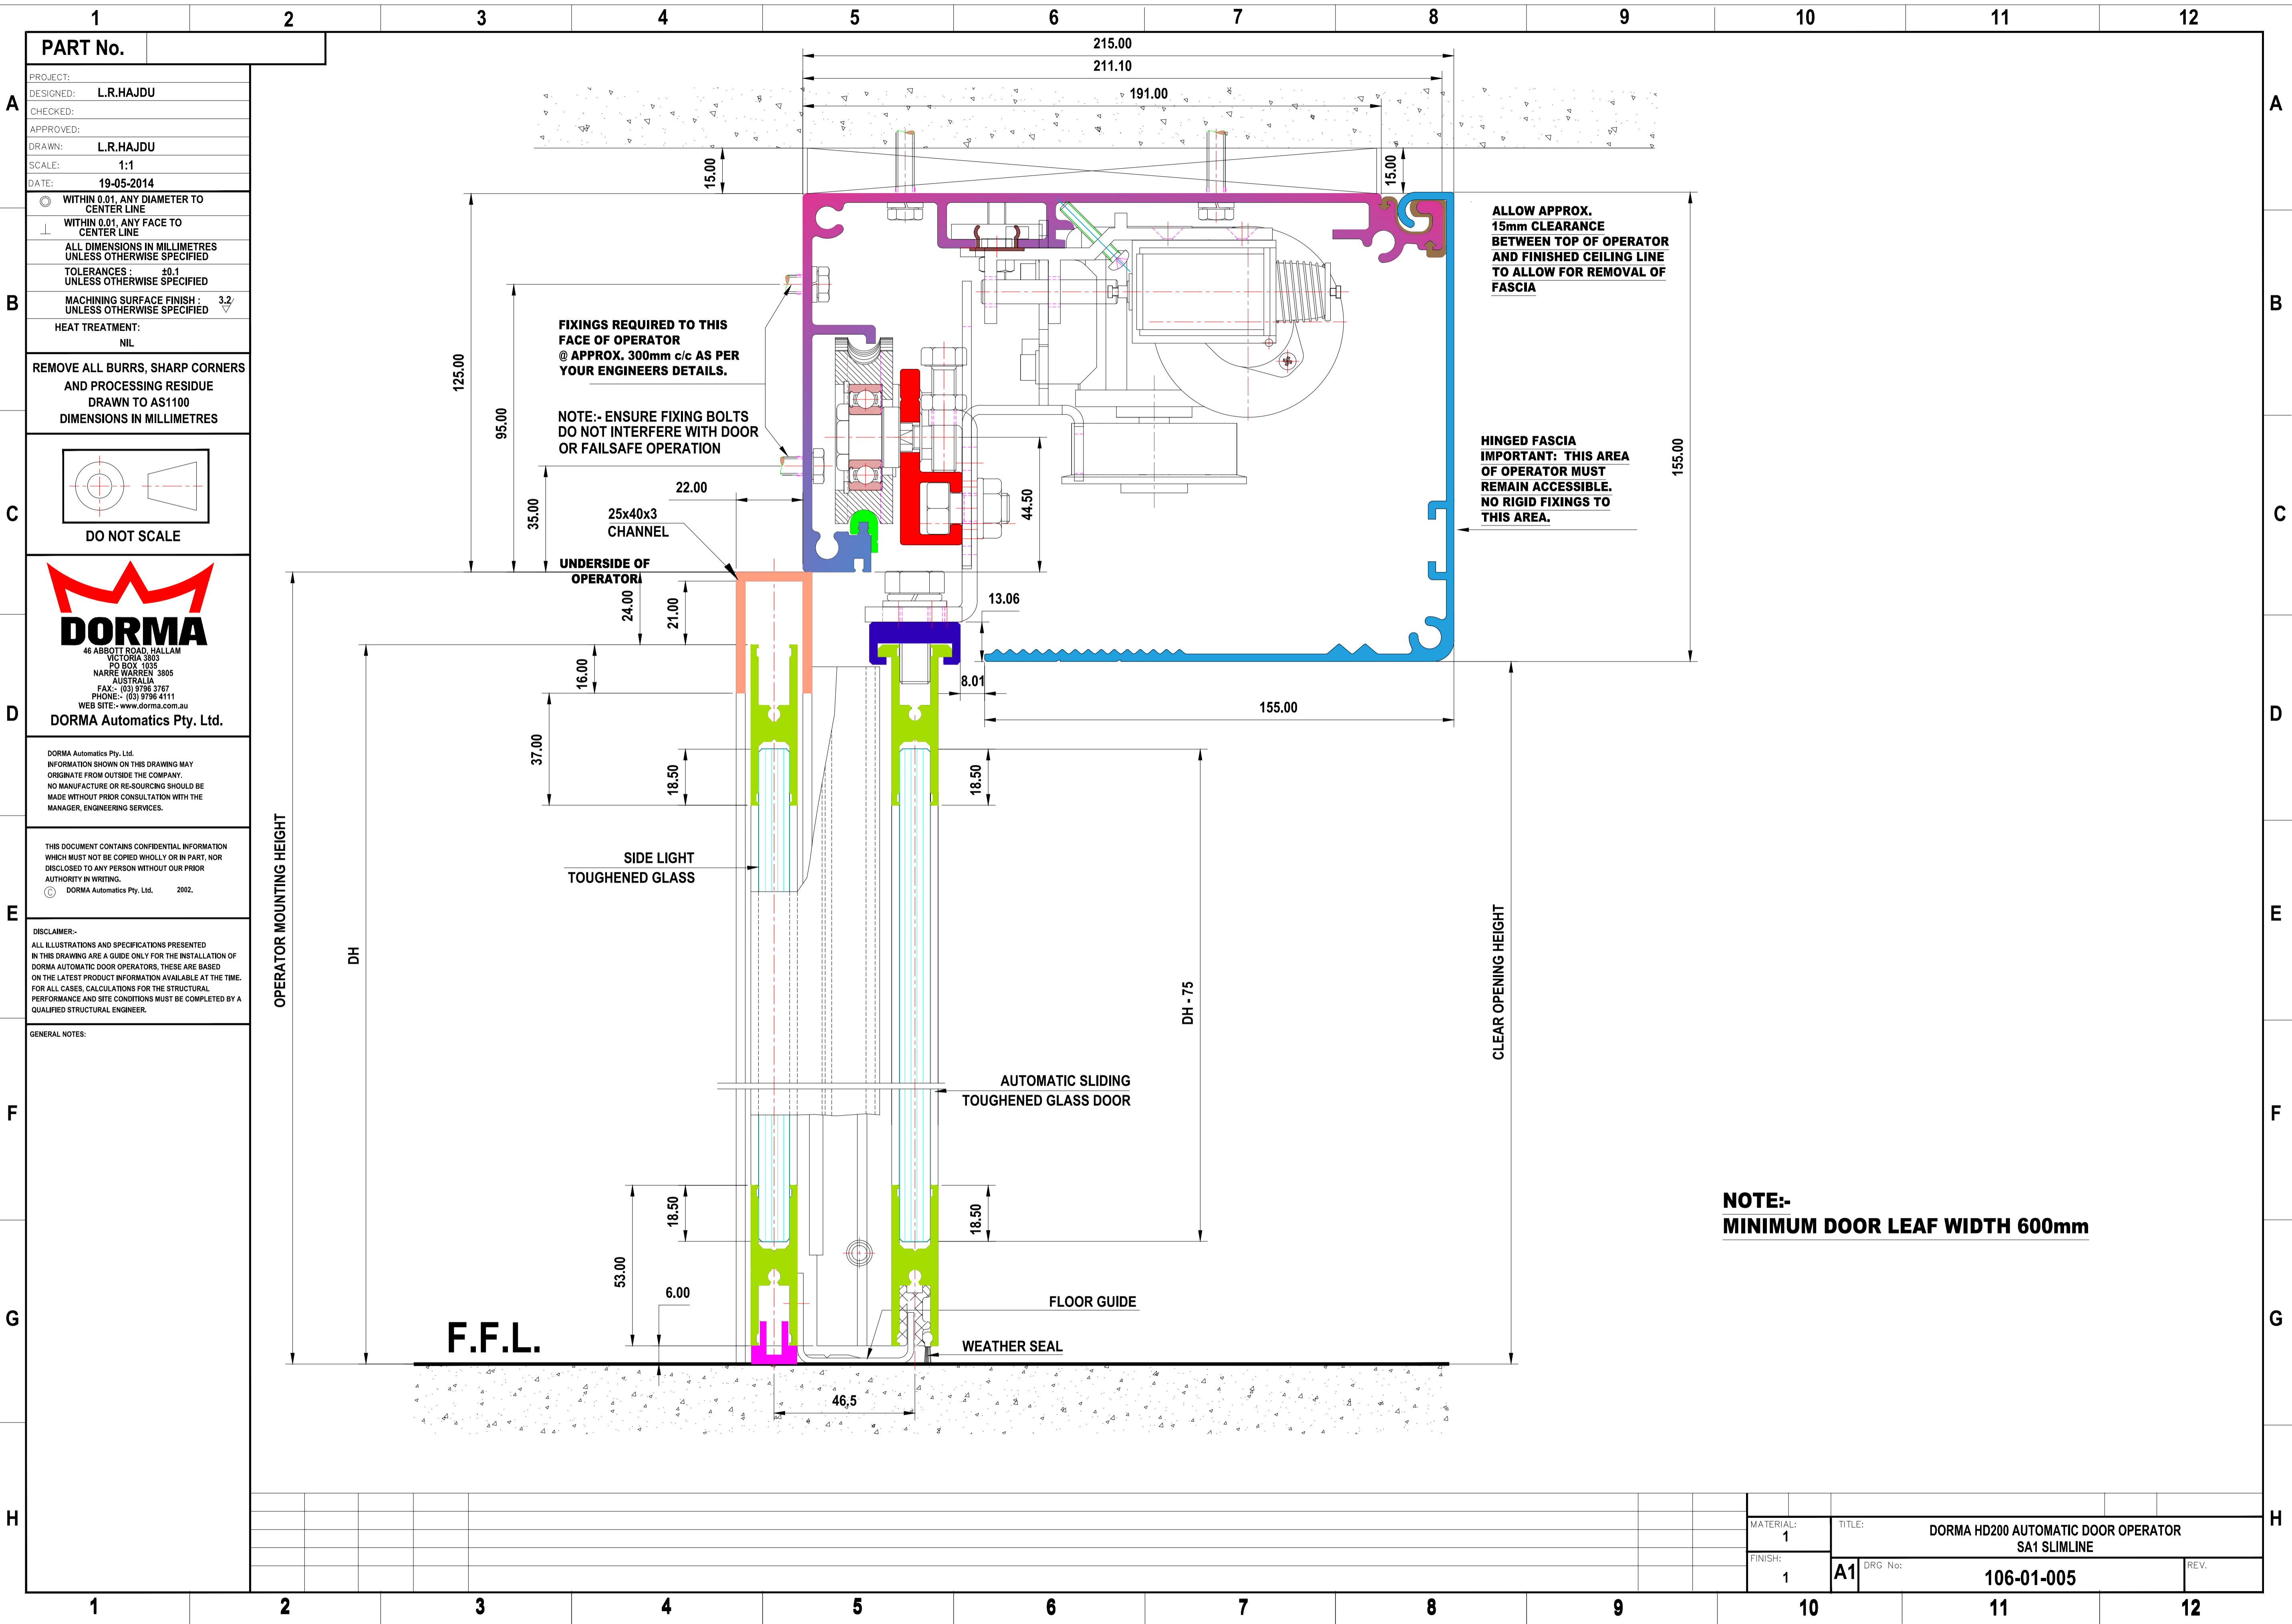 1 2 3 4 5 6 7 8 9 10 11 12
A
B
C
D
E
F
G
H
PART No.
PROJECT:
DESIGNED: L.R.HAJDU
CHECKED:
APPROVED:
DRAWN: L.R.HAJDU
SCALE: 1:1
DATE: 19-05-2014
WITHIN 0.01, ANY DIAMETER TO
CENTER LINE
WITHIN 0.01, ANY FACE TO
CENTER LINE
ALL DIMENSIONS IN MILLIMETRES
UNLESS OTHERWISE SPECIFIED
TOLERANCES : ±0.1
UNLESS OTHERWISE SPECIFIED
MACHINING SURFACE FINISH : 3.2
UNLESS OTHERWISE SPECIFIED
HEAT TREATMENT:
NIL
REMOVE ALL BURRS, SHARP CORNERS
AND PROCESSING RESIDUE
DRAWN TO AS1100
DIMENSIONS IN MILLIMETRES
DO NOT SCALE
DORMA
46 ABBOTT ROAD, HALLAM
VICTORIA 3803
PO BOX 1035
NARRE WARREN 3805
AUSTRALIA
FAX:- (03) 9796 3767
PHONE:- (03) 9796 4111
WEB SITE:- www.dorma.com.au
DORMA Automatics Pty. Ltd.
DORMA Automatics Pty. Ltd.
INFORMATION SHOWN ON THIS DRAWING MAY
ORIGINATE FROM OUTSIDE THE COMPANY.
NO MANUFACTURE OR RE-SOURCING SHOULD BE
MADE WITHOUT PRIOR CONSULTATION WITH THE
MANAGER, ENGINEERING SERVICES.
THIS DOCUMENT CONTAINS CONFIDENTIAL INFORMATION
WHICH MUST NOT BE COPIED WHOLLY OR IN PART, NOR
DISCLOSED TO ANY PERSON WITHOUT OUR PRIOR
AUTHORITY IN WRITING.
© DORMA Automatics Pty. Ltd. 2002.
DISCLAIMER:-
ALL ILLUSTRATIONS AND SPECIFICATIONS PRESENTED
IN THIS DRAWING ARE A GUIDE ONLY FOR THE INSTALLATION OF
DORMA AUTOMATIC DOOR OPERATORS, THESE ARE BASED
ON THE LATEST PRODUCT INFORMATION AVAILABLE AT THE TIME.
FOR ALL CASES, CALCULATIONS FOR THE STRUCTURAL
PERFORMANCE AND SITE CONDITIONS MUST BE COMPLETED BY A
QUALIFIED STRUCTURAL ENGINEER.
GENERAL NOTES:
215.00
211.10
191.00
15.00
15.00
125.00
95.00
35.00
FIXINGS REQUIRED TO THIS
FACE OF OPERATOR
@ APPROX. 300mm c/c AS PER
YOUR ENGINEERS DETAILS.
NOTE:- ENSURE FIXING BOLTS
DO NOT INTERFERE WITH DOOR
OR FAILSAFE OPERATION
22.00
25x40x3
CHANNEL
UNDERSIDE OF
OPERATOR
44.50
ALLOW APPROX.
15mm CLEARANCE
BETWEEN TOP OF OPERATOR
AND FINISHED CEILING LINE
TO ALLOW FOR REMOVAL OF
FASCIA
HINGED FASCIA
IMPORTANT: THIS AREA
OF OPERATOR MUST
REMAIN ACCESSIBLE.
NO RIGID FIXINGS TO
THIS AREA.
155.00
24.00
21.00
13.06
16.00
8.01
155.00
37.00
18.50
18.50
SIDE LIGHT
TOUGHENED GLASS
OPERATOR MOUNTING HEIGHT
DH
DH - 75
CLEAR OPENING HEIGHT
AUTOMATIC SLIDING
TOUGHENED GLASS DOOR
18.50
18.50
53.00
6.00
FLOOR GUIDE
WEATHER SEAL
F.F.L.
46,5
NOTE:-
MINIMUM DOOR LEAF WIDTH 600mm
MATERIAL:
1
FINISH:
1
TITLE:
DORMA HD200 AUTOMATIC DOOR OPERATOR
SA1 SLIMLINE
A1
DRG No:
106-01-005
REV.
A
B
C
D
E
F
G
H
1 2 3 4 5 6 7 8 9 10 11 12